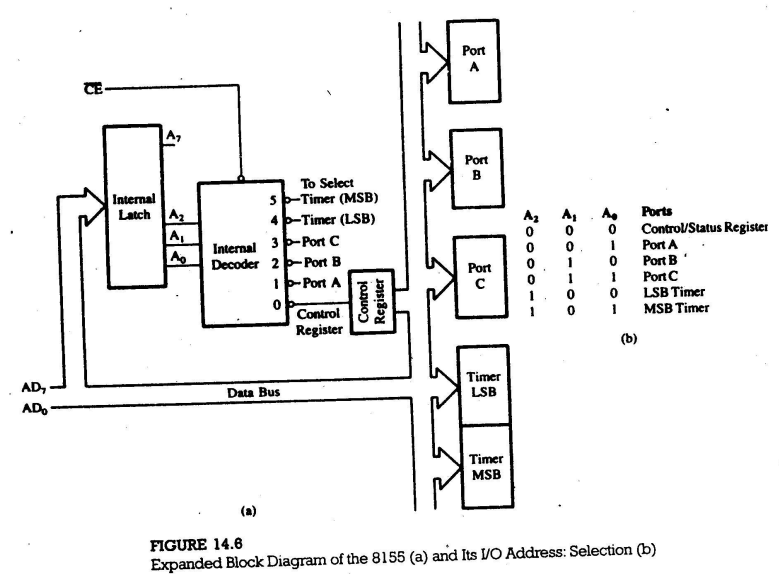 Port
A
CE
A7
Internal
Latch
A2
A1
A0
Internal
Decoder
To Select
5 Timer (MSB)
4 Timer (LSB)
3 Port C
2 Port B
1 Port A
0
Control
Register
Control
Register
Port
B
Port
C
A2 A1 A0 Ports
0 0 0 Control/Status Register
0 0 1 Port A
0 1 0 Port B
0 1 1 Port C
1 0 0 LSB Timer
1 0 1 MSB Timer
(b)
AD7
Data Bus
AD0
Timer
LSB
Timer
MSB
(a)
FIGURE 14.6
Expanded Block Diagram of the 8155 (a) and Its I/O Address: Selection (b)